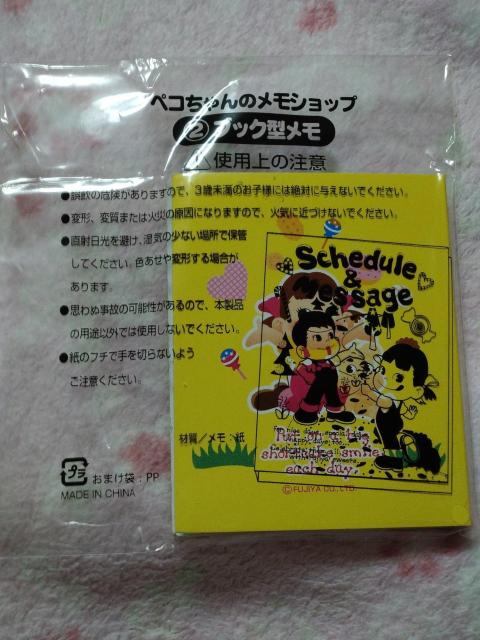 ペコちゃんのメモショップ
② ブック型メモ
⚠使用上の注意
●誤飲の危険がありますので、3歳未満のお子様には絶対に与えないでください。
●変形、変質または火災の原因になりますので、火気に近づけないでください。
●直射日光を避け、湿気の少ない場所で保管
してください。色あせや変形する場合が
あります。
●思わぬ事故の可能性があるので、本製品
の用途以外では使用しないでください。
●紙のフチで手を切らないよう
ご注意ください。
Schedule
&
Message
材質／メモ：紙
each day.
プラ おまけ袋：PP
MADE IN CHINA
©FUJIYA CO., LTD.